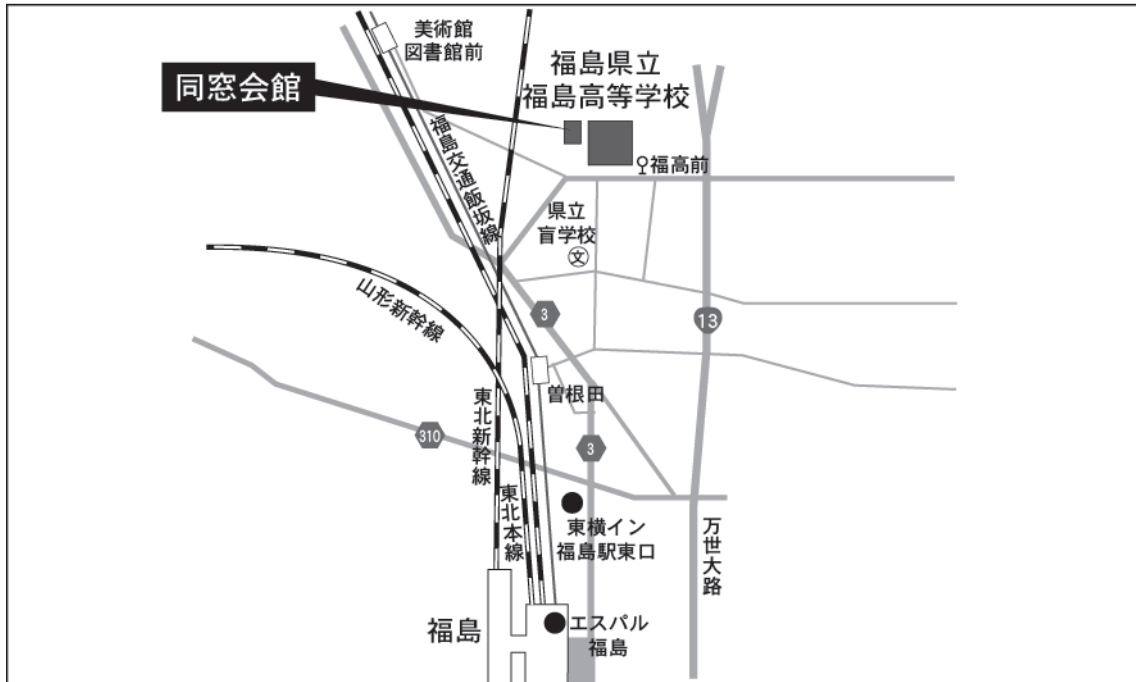 美術館
図書館前
福島県立
福島高等学校
同窓会館
福島交通飯坂線
福高前
県立
盲学校
文
山形新幹線
3
13
曽根田
東北新幹線
310
3
東北本線
東横イン
福島駅東口
万世大路
福島
エスパル
福島